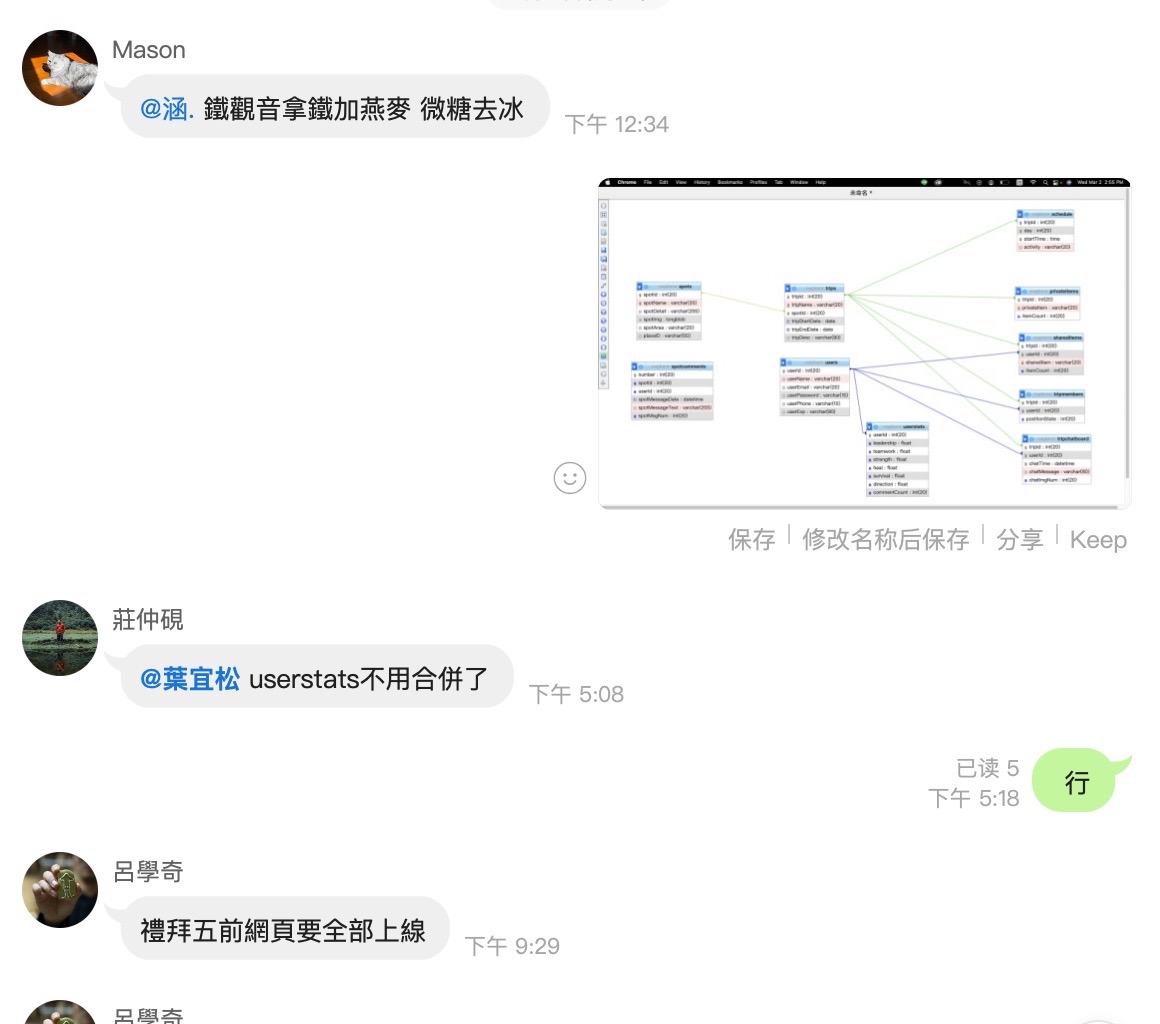 Mason
@涵. 鐵觀音拿鐵加燕麥 微糖去冰
下午 12:34
Chrome File Edit View History Bookmarks Profiles Tab Window Help
Wed Mar 2 2:55 PM
未命名 *
schedule
tripId : int(20)
day : int(20)
startTime : time
activity : varchar(20)
spots
spotId : int(20)
spotName : varchar(20)
spotDetail : varchar(255)
spotImg : longblob
spotArea : varchar(20)
placeID : varchar(50)
trips
tripId : int(20)
tripName : varchar(20)
spotId : int(20)
tripStartDate : date
tripEndDate : date
privateItems
tripId : int(20)
privateItem : varchar(20)
itemCount : int(20)
sharedItems
tripId : int(20)
userId : int(20)
sharedItem : varchar(20)
itemCount : int(20)
spotcomments
number : int(20)
spotId : int(20)
userId : int(20)
spotMessageDate : datetime
spotMessageText : varchar(255)
spotMsgNum : int(20)
users
userId : int(20)
userName : varchar(20)
userEmail : varchar(20)
userPassword : varchar(10)
userPhone : varchar(10)
userExp : varchar(90)
tripmembers
tripId : int(20)
userId : int(20)
positionState : int(20)
userstats
userId : int(20)
leadership : float
teamwork : float
strength : float
heal : float
survival : float
direction : float
commentCount : int(20)
tripchatboard
tripId : int(20)
userId : int(20)
chatTime : datetime
chatMessage : varchar(50)
chatImgNum : int(20)
保存 | 修改名称后保存 | 分享 | Keep
莊仲硯
@葉宜松 userstats不用合併了
下午 5:08
已读 5
下午 5:18
行
呂學奇
禮拜五前網頁要全部上線
下午 9:29
呂學奇